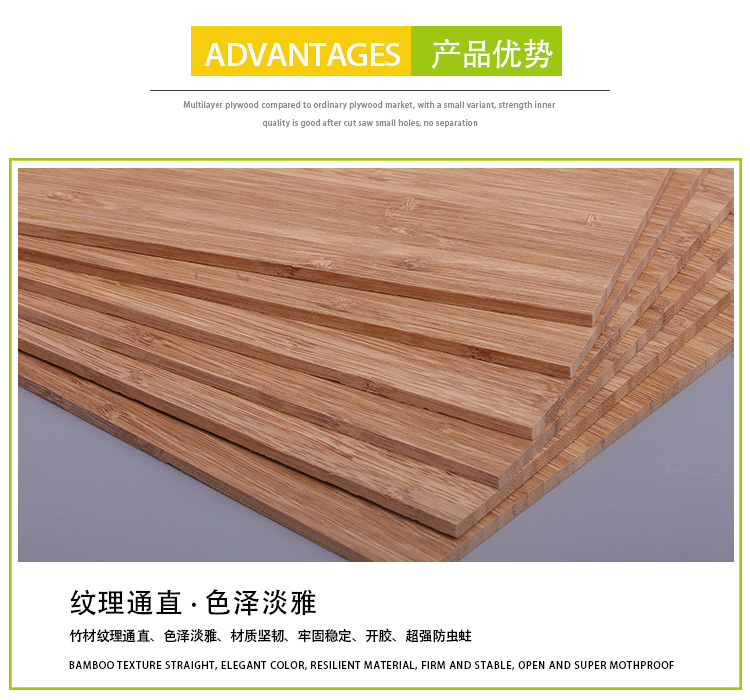 ADVANTAGES 产品优势
Multilayer plywood compared to ordinary plywood market, with a small variant, strength inner
quality is good after cut saw small holes, no separation
纹理通直·色泽淡雅
竹材纹理通直、色泽淡雅、材质坚韧、牢固稳定、开胶、超强防虫蛀
BAMBOO TEXTURE STRAIGHT, ELEGANT COLOR, RESILIENT MATERIAL, FIRM AND STABLE, OPEN AND SUPER MOTHPROOF